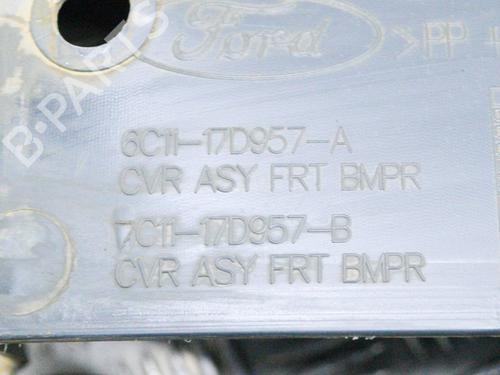 Ford
>PP
6C11-17D957-A
CVR ASY FRT BMPR
7C11-17D957-B
CVR ASY FRT BMPR
B-PARTS